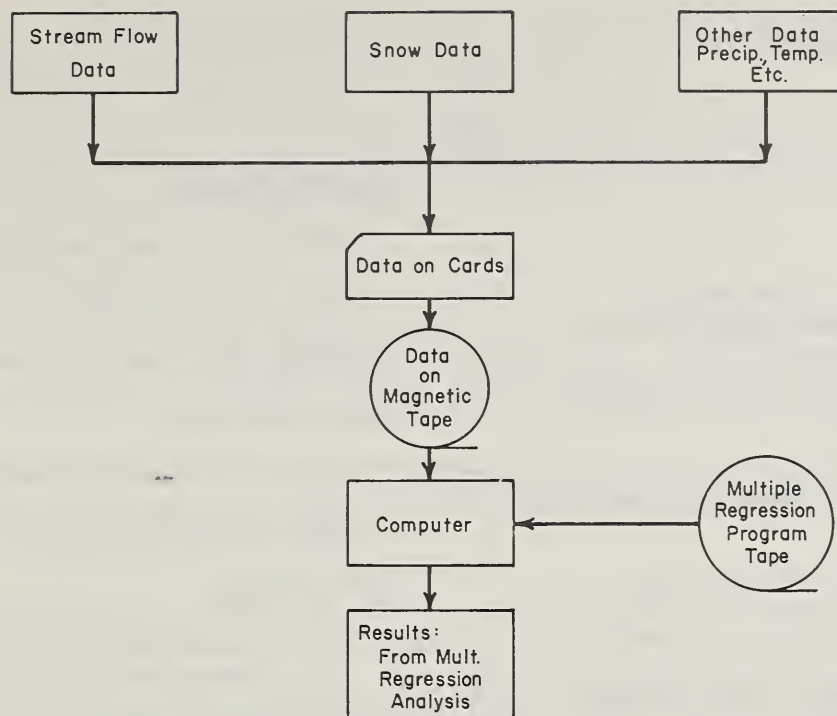 Stream Flow
Data
Snow Data
Other Data
Precip., Temp.
Etc.
Data on Cards
Data
on
Magnetic
Tape
Computer
Multiple
Regression
Program
Tape
Results:
From Mult.
Regression
Analysis